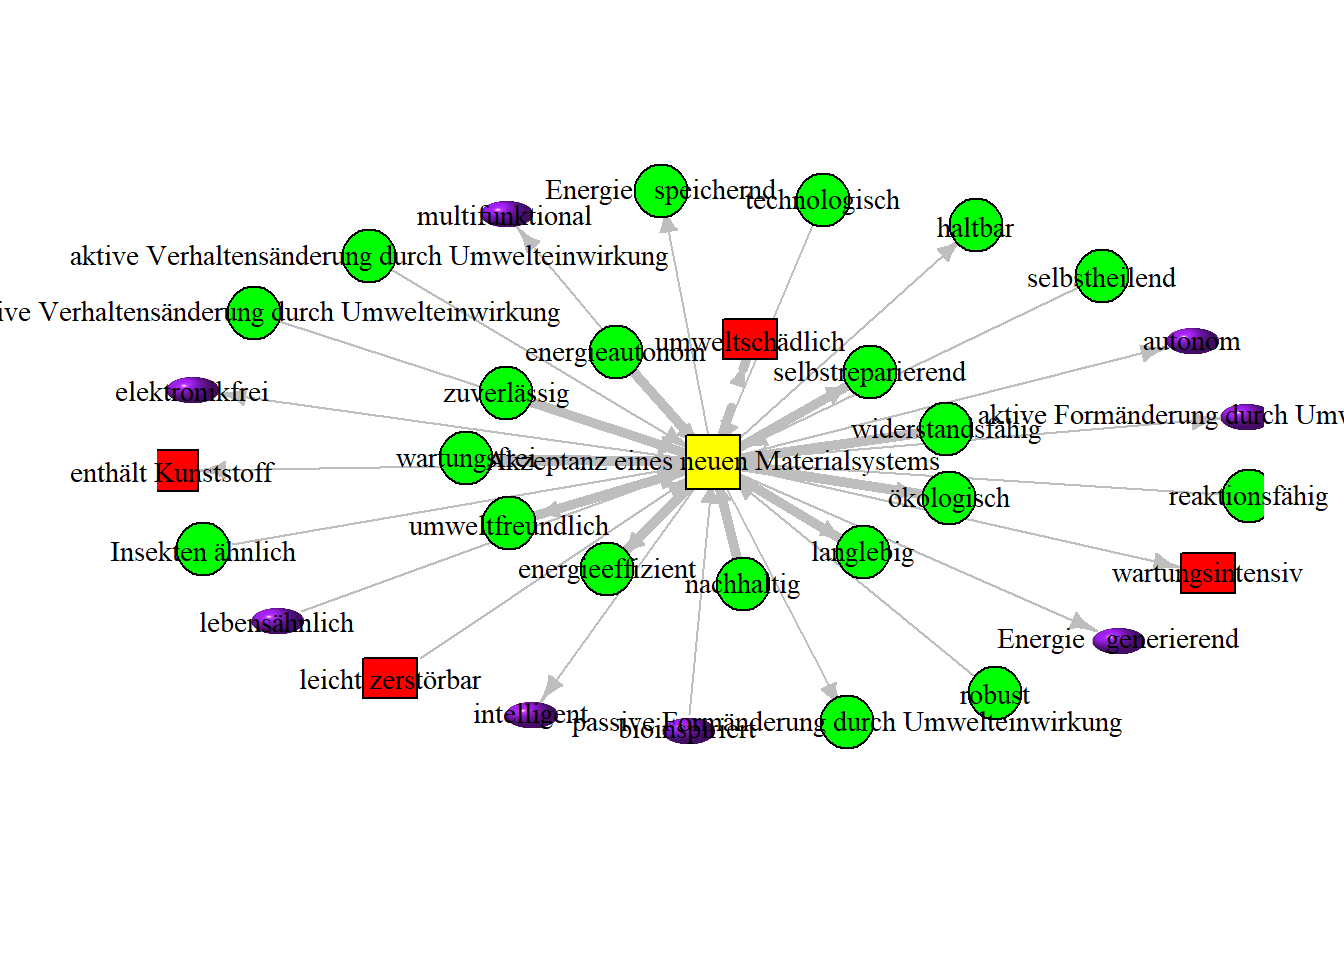 Energie speichernd
technologisch
multifunktional
haltbar
aktive Verhaltensänderung durch Umwelteinwirkung
selbstheilend
ive Verhaltensänderung durch Umwelteinwirkung
umweltschädlich
autonom
energieautonom
selbstreparierend
elektronikfrei
zuverlässig
aktive Formänderung durch Umw
widerstandsfähig
wartungsfrei
Akzeptanz eines neuen Materialsystems
enthält Kunststoff
ökologisch
reaktionsfähig
umweltfreundlich
Insekten ähnlich
langlebig
energieeffizient
wartungsintensiv
nachhaltig
lebensähnlich
Energie generierend
leicht zerstörbar
robust
intelligent
passive Formänderung durch Umwelteinwirkung
bioinspiriert